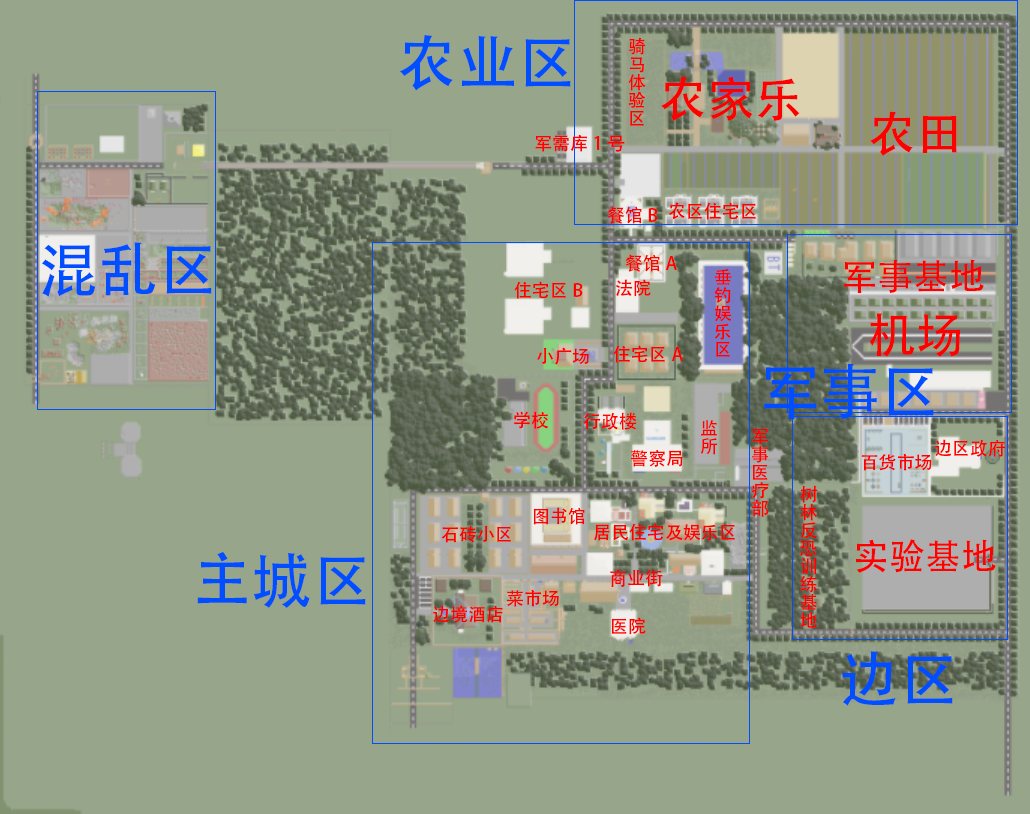 农业区
骑马体验区
农家乐
农田
军需库1号
餐馆B
农区住宅区
混乱区
餐馆A
法院
住宅区B
垂钓娱乐区
军事基地
机场
小广场
住宅区A
军事区
学校
行政楼
监所
警察局
军事医疗部
百货市场
边区政府
树林反恐训练基地
图书馆
石砖小区
居民住宅及娱乐区
实验基地
主城区
商业街
菜市场
边境酒店
医院
边区